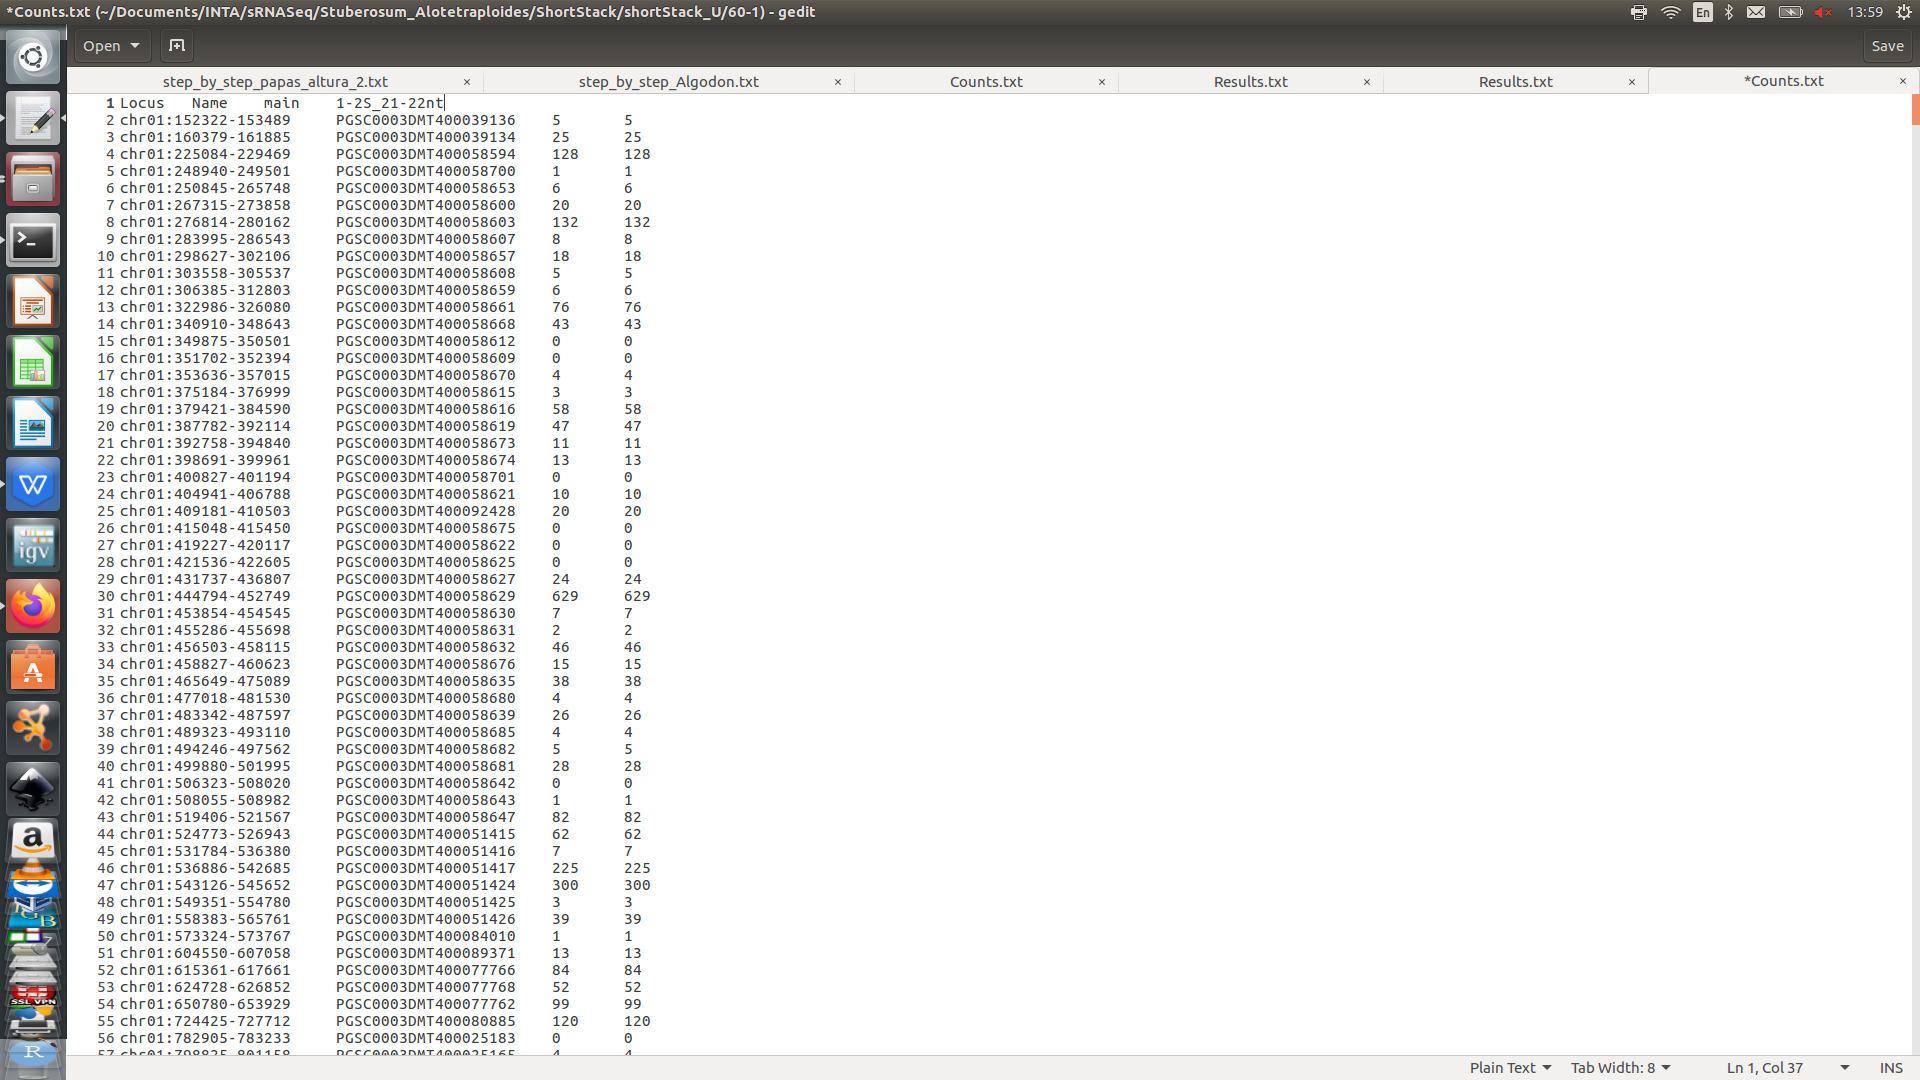 *Counts.txt (~/Documents/INTA/sRNASeq/Stuberosum_Alotetraploides/ShortStack/shortStack_U/60-1) - gedit
En
13:59
Open
Save
step_by_step_papas_altura_2.txt × step_by_step_Algodon.txt × Counts.txt × Results.txt × Results.txt × *Counts.txt ×
1 Locus Name main 1-2S_21-22nt
2 chr01:152322-153489 PGSC0003DMT400039136 5 5
3 chr01:160379-161885 PGSC0003DMT400039134 25 25
4 chr01:225084-229469 PGSC0003DMT400058594 128 128
5 chr01:248940-249501 PGSC0003DMT400058700 1 1
6 chr01:250845-265748 PGSC0003DMT400058653 6 6
7 chr01:267315-273858 PGSC0003DMT400058600 20 20
8 chr01:276814-280162 PGSC0003DMT400058603 132 132
9 chr01:283995-286543 PGSC0003DMT400058607 8 8
10 chr01:298627-302106 PGSC0003DMT400058657 18 18
11 chr01:303558-305537 PGSC0003DMT400058608 5 5
12 chr01:306385-312803 PGSC0003DMT400058659 6 6
13 chr01:322986-326080 PGSC0003DMT400058661 76 76
14 chr01:340910-348643 PGSC0003DMT400058668 43 43
15 chr01:349875-350501 PGSC0003DMT400058612 0 0
16 chr01:351702-352394 PGSC0003DMT400058609 0 0
17 chr01:353636-357015 PGSC0003DMT400058670 4 4
18 chr01:375184-376999 PGSC0003DMT400058615 3 3
19 chr01:379421-384590 PGSC0003DMT400058616 58 58
20 chr01:387782-392114 PGSC0003DMT400058619 47 47
21 chr01:392758-394840 PGSC0003DMT400058673 11 11
22 chr01:398691-399961 PGSC0003DMT400058674 13 13
23 chr01:400827-401194 PGSC0003DMT400058701 0 0
24 chr01:404941-406788 PGSC0003DMT400058621 10 10
25 chr01:409181-410503 PGSC0003DMT400092428 20 20
26 chr01:415048-415450 PGSC0003DMT400058675 0 0
27 chr01:419227-420117 PGSC0003DMT400058622 0 0
28 chr01:421536-422605 PGSC0003DMT400058625 0 0
29 chr01:431737-436807 PGSC0003DMT400058627 24 24
30 chr01:444794-452749 PGSC0003DMT400058629 629 629
31 chr01:453854-454545 PGSC0003DMT400058630 7 7
32 chr01:455286-455698 PGSC0003DMT400058631 2 2
33 chr01:456503-458115 PGSC0003DMT400058632 46 46
34 chr01:458827-460623 PGSC0003DMT400058676 15 15
35 chr01:465649-475089 PGSC0003DMT400058635 38 38
36 chr01:477018-481530 PGSC0003DMT400058680 4 4
37 chr01:483342-487597 PGSC0003DMT400058639 26 26
38 chr01:489323-493110 PGSC0003DMT400058685 4 4
39 chr01:494246-497562 PGSC0003DMT400058682 5 5
40 chr01:499880-501995 PGSC0003DMT400058681 28 28
41 chr01:506323-508020 PGSC0003DMT400058642 0 0
42 chr01:508055-508982 PGSC0003DMT400058643 1 1
43 chr01:519406-521567 PGSC0003DMT400058647 82 82
44 chr01:524773-526943 PGSC0003DMT400051415 62 62
45 chr01:531784-536380 PGSC0003DMT400051416 7 7
46 chr01:536886-542685 PGSC0003DMT400051417 225 225
47 chr01:543126-545652 PGSC0003DMT400051424 300 300
48 chr01:549351-554780 PGSC0003DMT400051425 3 3
49 chr01:558383-565761 PGSC0003DMT400051426 39 39
50 chr01:573324-573767 PGSC0003DMT400084010 1 1
51 chr01:604550-607058 PGSC0003DMT400089371 13 13
52 chr01:615361-617661 PGSC0003DMT400077766 84 84
53 chr01:624728-626852 PGSC0003DMT400077768 52 52
54 chr01:650780-653929 PGSC0003DMT400077762 99 99
55 chr01:724425-727712 PGSC0003DMT400080885 120 120
56 chr01:782905-783233 PGSC0003DMT400025183 0 0
57 chr01:798825-801158 PGSC0003DMT400025165 4 4
Plain Text Tab Width: 8 Ln 1, Col 37 INS
W
igv
A
a
IGB
SSL VPN
R